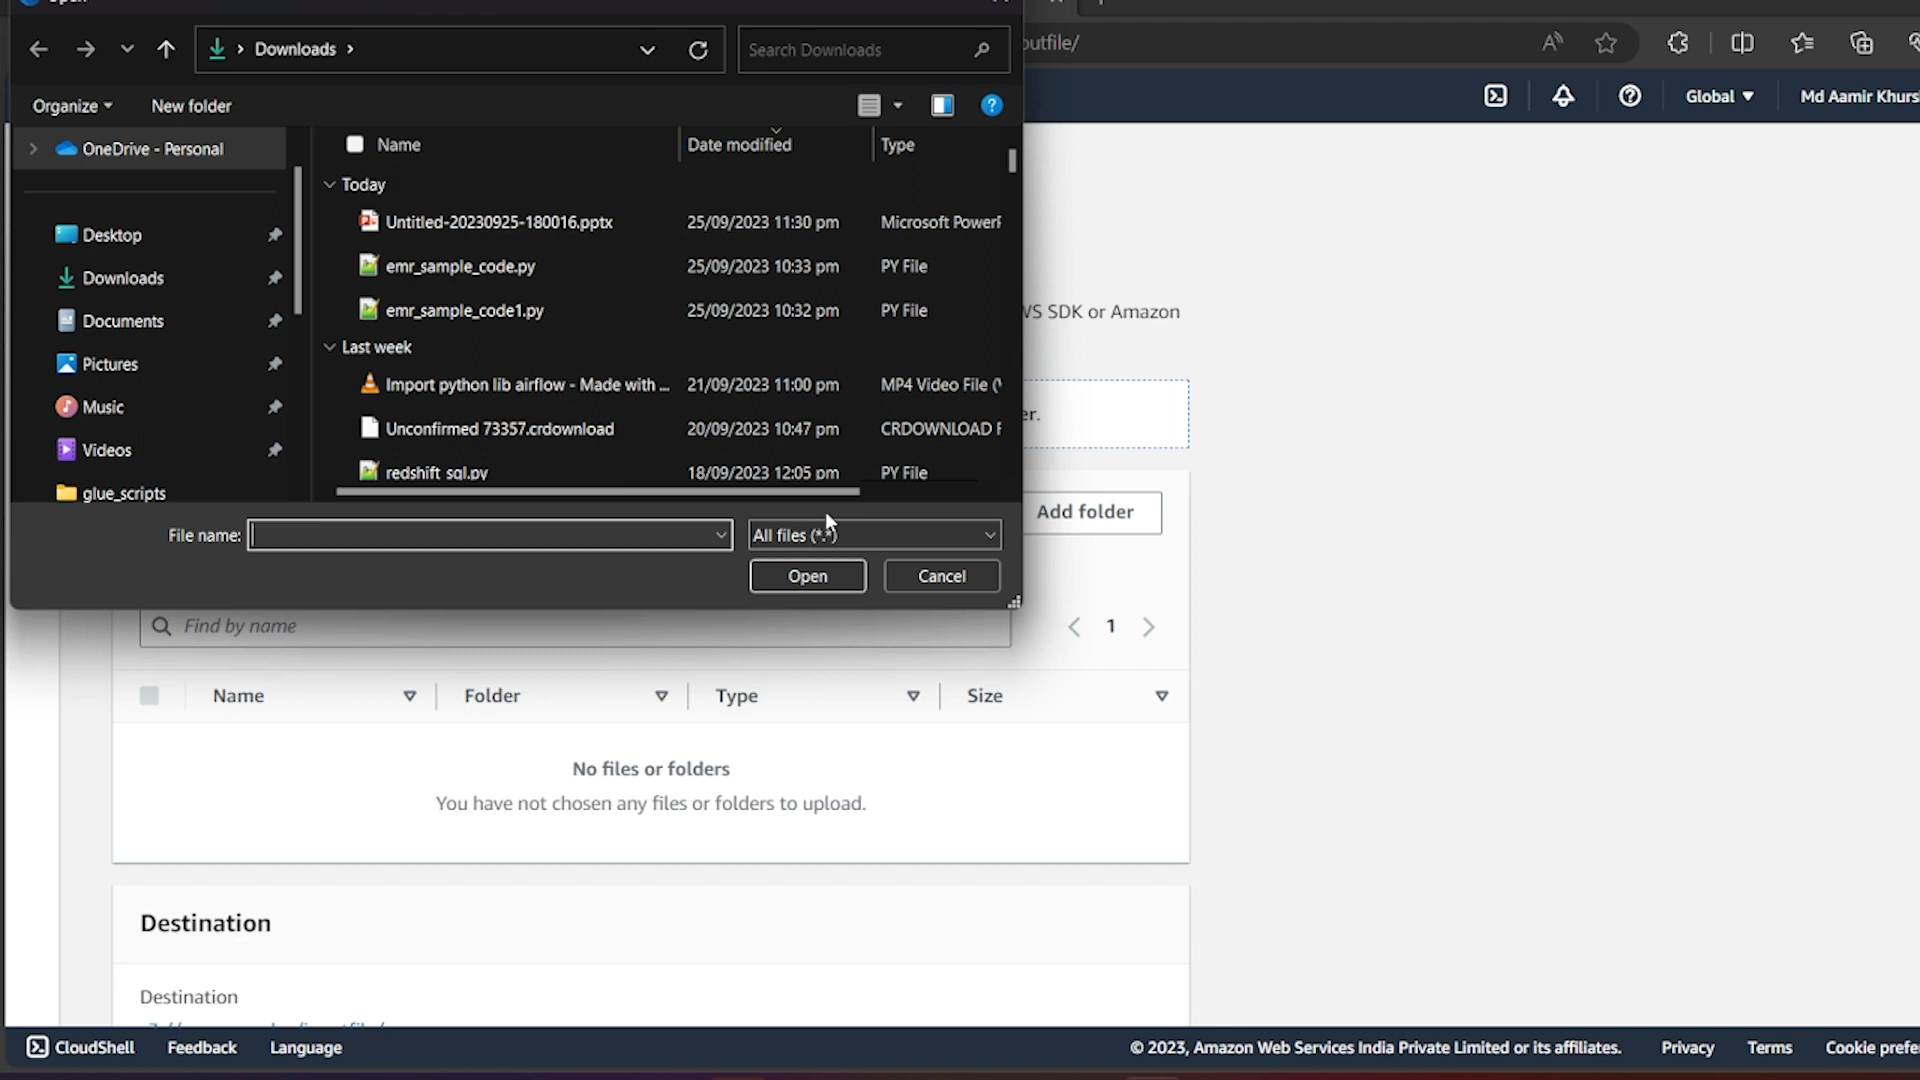 Downloads
Search Downloads
utfile/
Organize
New folder
Global
Md Aamir
OneDrive - Personal
Name
Date modified
Type
Today
Untitled-20230925-180016.pptx 25/09/2023 11:30 pm Microsoft Power
Desktop
emr_sample_code.py 25/09/2023 10:33 pm PY File
Downloads
emr_sample_code1.py 25/09/2023 10:32 pm PY File
SDK or Amazon
Documents
Last week
Pictures
Import python lib airflow - Made with ... 21/09/2023 11:00 pm MP4 Video File
Music
er.
Unconfirmed 73357.crdownload 20/09/2023 10:47 pm CRDOWNLOAD F
Videos
redshift_sql.py 18/09/2023 12:05 pm PY File
glue_scripts
Add folder
File name:
All files (*.*)
Open
Cancel
Find by name
1
Name
Folder
Type
Size
No files or folders
You have not chosen any files or folders to upload.
Destination
Destination
CloudShell
Feedback
Language
© 2023, Amazon Web Services India Private Limited or its affiliates.
Privacy
Terms
Cookie prefe